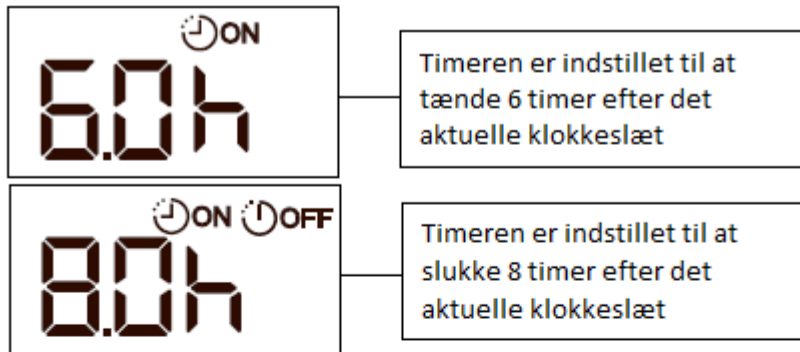 ON
6.0h
Timeren er indstillet til at
tænde 6 timer efter det
aktuelle klokkeslæt
ON OFF
8.0h
Timeren er indstillet til at
slukke 8 timer efter det
aktuelle klokkeslæt